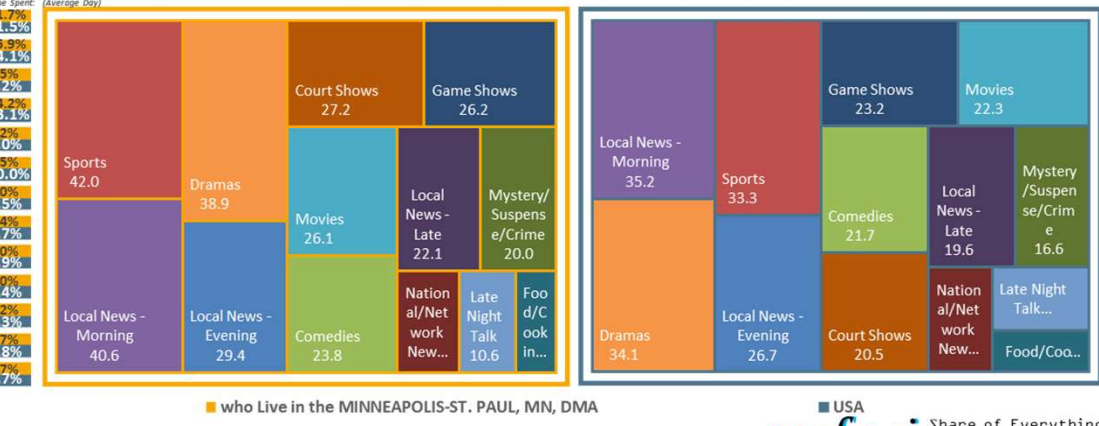 (Average Day)
Sports
42.0
Local News -
Morning
40.6
Dramas
38.9
Local News -
Evening
29.4
Court Shows
27.2
Game Shows
26.2
Movies
26.1
Comedies
23.8
Local
News -
Late
22.1
Mystery/
Suspens
e/Crime
20.0
Nation
al/Net
work
New...
Late
Night
Talk
10.6
Foo
d/C
ook
in...
Local News -
Morning
35.2
Dramas
34.1
Sports
33.3
Local News -
Evening
26.7
Game Shows
23.2
Movies
22.3
Comedies
21.7
Court Shows
20.5
Local
News -
Late
19.6
Mystery
/Suspen
se/Crim
e
16.6
Nation
al/Net
work
New...
Late Night
Talk...
Food/Coo...
who Live in the MINNEAPOLIS-ST. PAUL, MN, DMA
USA
Share of Everything